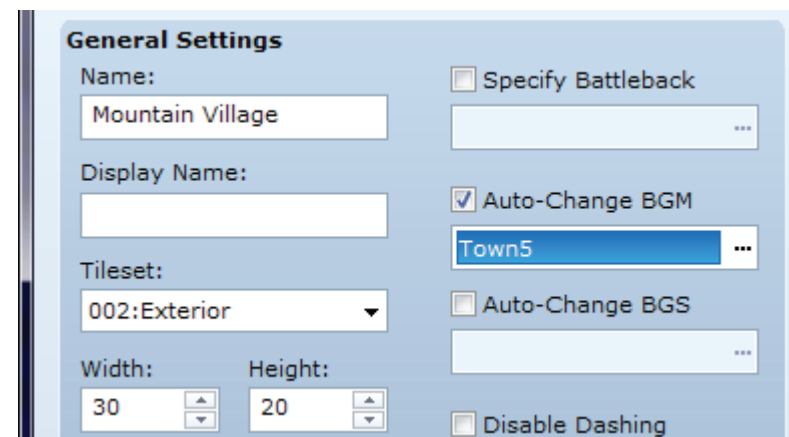 General Settings
Name:
Mountain Village
Display Name:
Tileset:
002:Exterior
Width: Height:
30 20
Specify Battleback
...
Auto-Change BGM
Town5 ...
Auto-Change BGS
...
Disable Dashing